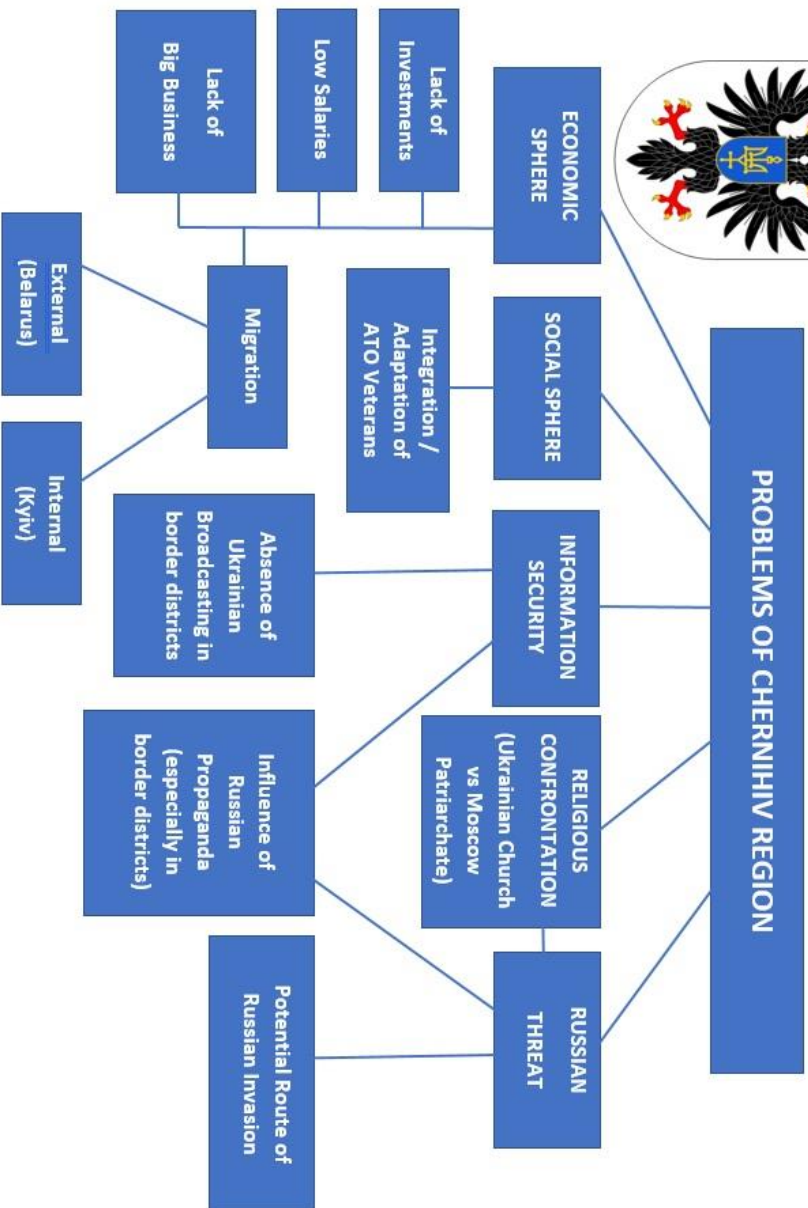 PROBLEMS OF CHERNIHIV REGION
ECONOMIC
SPHERE
SOCIAL SPHERE
INFORMATION
SECURITY
RELIGIOUS
CONFRONTATION
(Ukrainian Church
vs Moscow
Patriarchate)
RUSSIAN
THREAT
Lack of
Investments
Low Salaries
Lack of
Big Business
Migration
External
(Belarus)
Internal
(Kyiv)
Integration /
Adaptation of
ATO Veterans
Absence of
Ukrainian
Broadcasting in
border districts
Influence of
Russian
Propaganda
(especially in
border districts)
Potential Route of
Russian Invasion